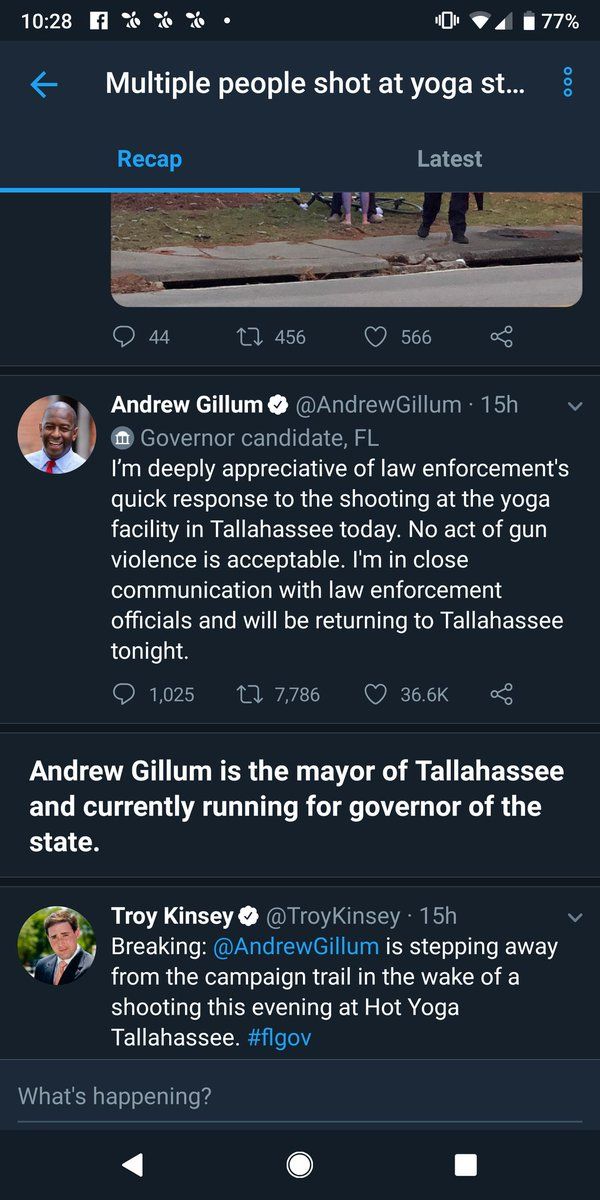 10:28 77%
Multiple people shot at yoga st...
Recap Latest
44 456 566
Andrew Gillum @AndrewGillum · 15h
Governor candidate, FL
I'm deeply appreciative of law enforcement's
quick response to the shooting at the yoga
facility in Tallahassee today. No act of gun
violence is acceptable. I'm in close
communication with law enforcement
officials and will be returning to Tallahassee
tonight.
1,025 7,786 36.6K
Andrew Gillum is the mayor of Tallahassee
and currently running for governor of the
state.
Troy Kinsey @TroyKinsey · 15h
Breaking: @AndrewGillum is stepping away
from the campaign trail in the wake of a
shooting this evening at Hot Yoga
Tallahassee. #flgov
What's happening?